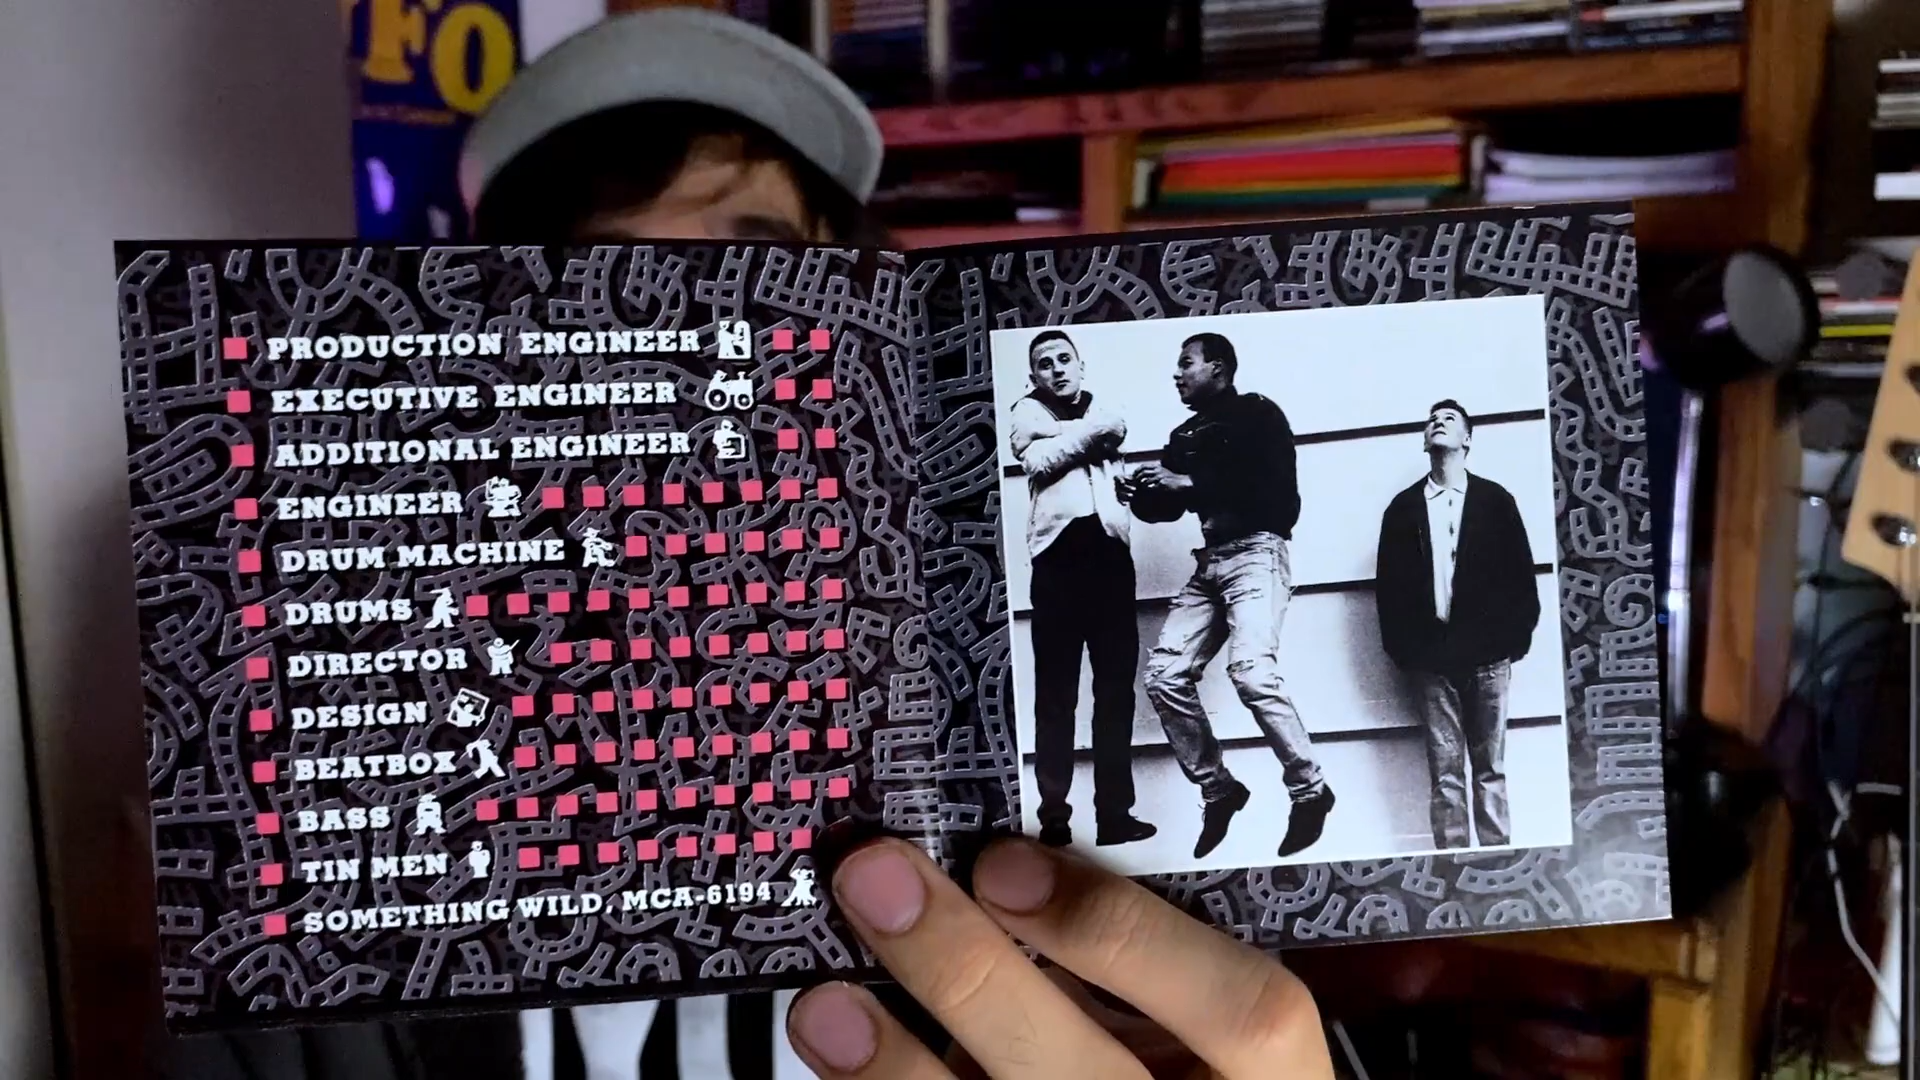 FO
PRODUCTION ENGINEER
EXECUTIVE ENGINEER
ADDITIONAL ENGINEER
ENGINEER
DRUM MACHINE
DRUMS
DIRECTOR
DESIGN
BEATBOX
BASS
TIN MEN
SOMETHING WILD, MCA-6194